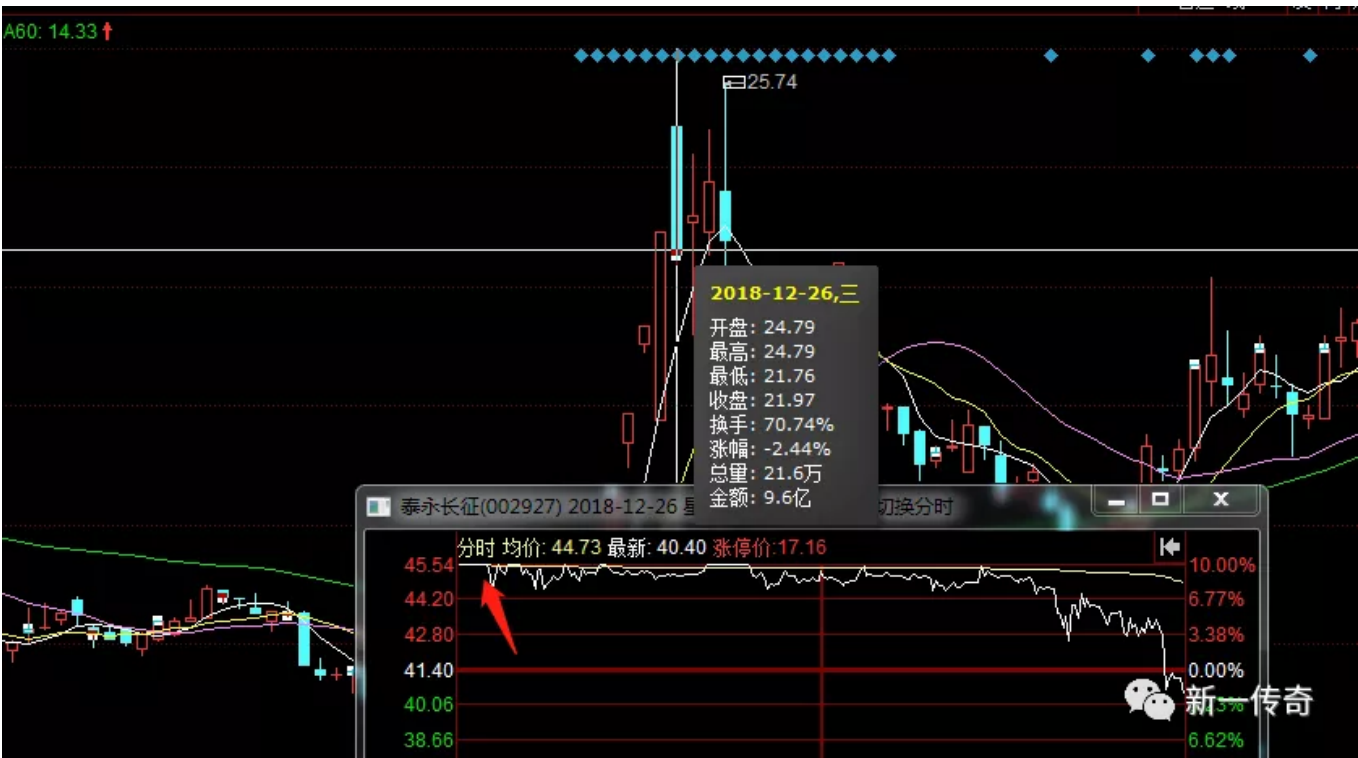 A60: 14.33
25.74
2018-12-26,三
开盘: 24.79
最高: 24.79
最低: 21.76
收盘: 21.97
换手: 70.74%
涨幅: -2.44%
总量: 21.6万
金额: 9.6亿
泰永长征(002927) 2018-12-26 星 切换分时
分时 均价: 44.73 最新: 40.40 涨停价:17.16
45.54 10.00%
44.20 6.77%
42.80 3.38%
41.40 0.00%
40.06
38.66 6.62%
新一传奇